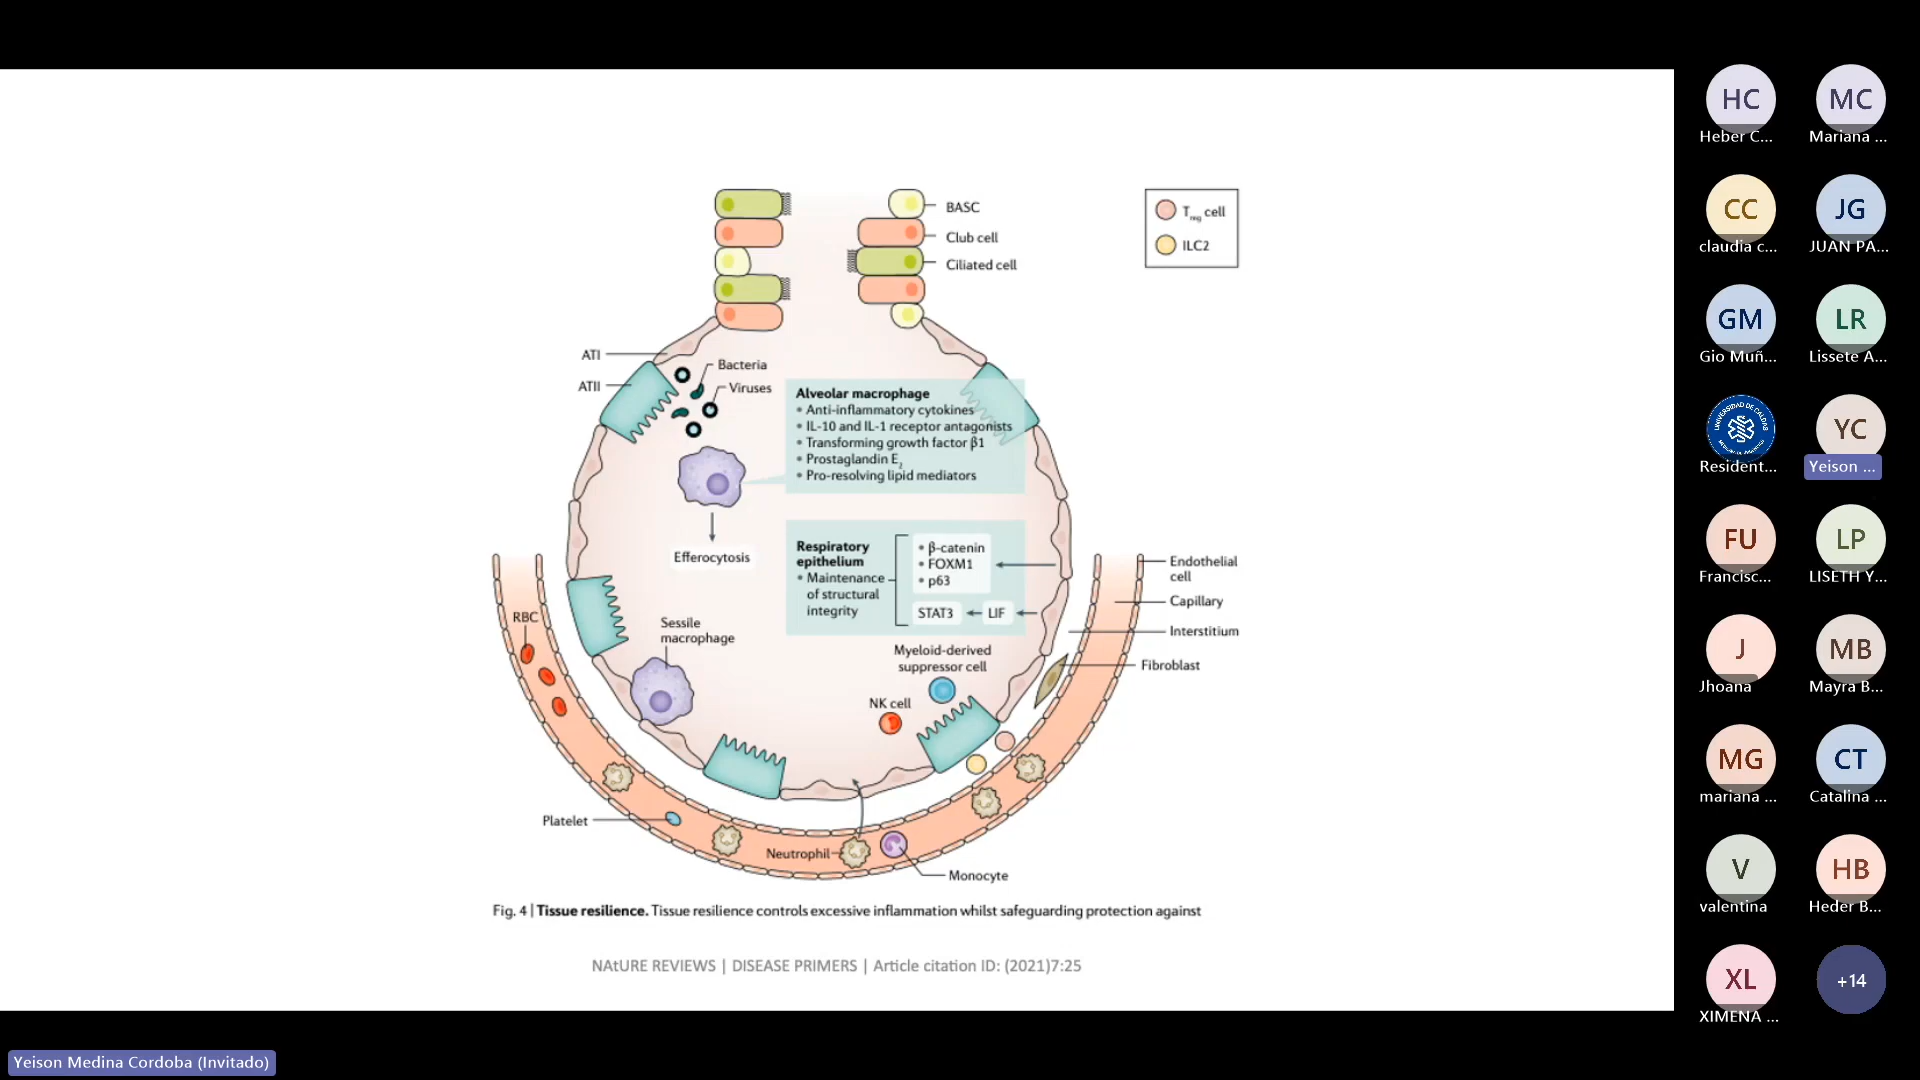 BASC
Club cell
Ciliated cell
Treg cell
ILC2
ATI
ATII
Bacteria
Viruses
Alveolar macrophage
• Anti-inflammatory cytokines
• IL-10 and IL-1 receptor antagonists
• Transforming growth factor β1
• Prostaglandin E2
• Pro-resolving lipid mediators
Efferocytosis
Respiratory
epithelium
• Maintenance
of structural
integrity
• β-catenin
• FOXM1
• p63
STAT3
LIF
Endothelial
cell
Capillary
Interstitium
Fibroblast
RBC
Sessile
macrophage
Myeloid-derived
suppressor cell
NK cell
Platelet
Neutrophil
Monocyte
Fig. 4 | Tissue resilience. Tissue resilience controls excessive inflammation whilst safeguarding protection against
NAtURE REVIEWS | DISEASE PRIMERS | Article citation ID: (2021)7:25
HC
Heber C...
MC
Mariana ...
CC
claudia c...
JG
JUAN PA...
GM
Gio Muñ...
LR
Lissete A...
UNIVERSIDAD DE CALDAS
Resident...
YC
Yeison ...
FU
Francisc...
LP
LISETH Y...
J
Jhoana
MB
Mayra B...
MG
mariana ...
CT
Catalina ...
V
valentina
HB
Heder B...
XL
XIMENA ...
+14
Yeison Medina Cordoba (Invitado)